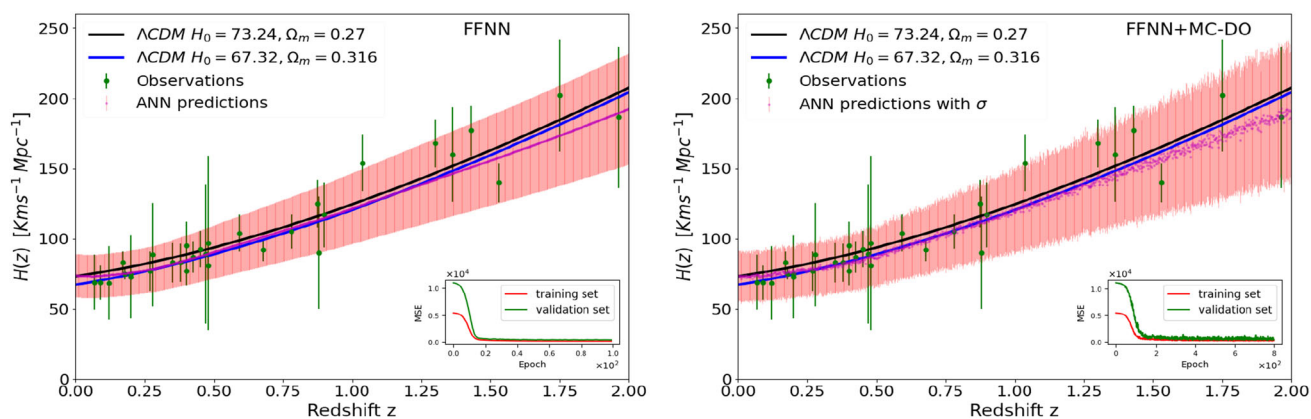 FFNN
ΛCDM H₀ = 73.24, Ωₘ = 0.27
ΛCDM H₀ = 67.32, Ωₘ = 0.316
Observations
ANN predictions
250
200
150
100
50
0
H(z) [Kms⁻¹ Mpc⁻¹]
0.00 0.25 0.50 0.75 1.00 1.25 1.50 1.75 2.00
Redshift z
×10⁴
1.0
0.5
0.0
MSE
training set
validation set
0.0 0.2 0.4 0.6 0.8 1.0
Epoch
×10²
FFNN+MC-DO
ΛCDM H₀ = 73.24, Ωₘ = 0.27
ΛCDM H₀ = 67.32, Ωₘ = 0.316
Observations
ANN predictions with σ
250
200
150
100
50
0
H(z) [Kms⁻¹ Mpc⁻¹]
0.00 0.25 0.50 0.75 1.00 1.25 1.50 1.75 2.00
Redshift z
×10⁴
1.0
0.5
0.0
MSE
training set
validation set
0 2 4 6 8
Epoch
×10²